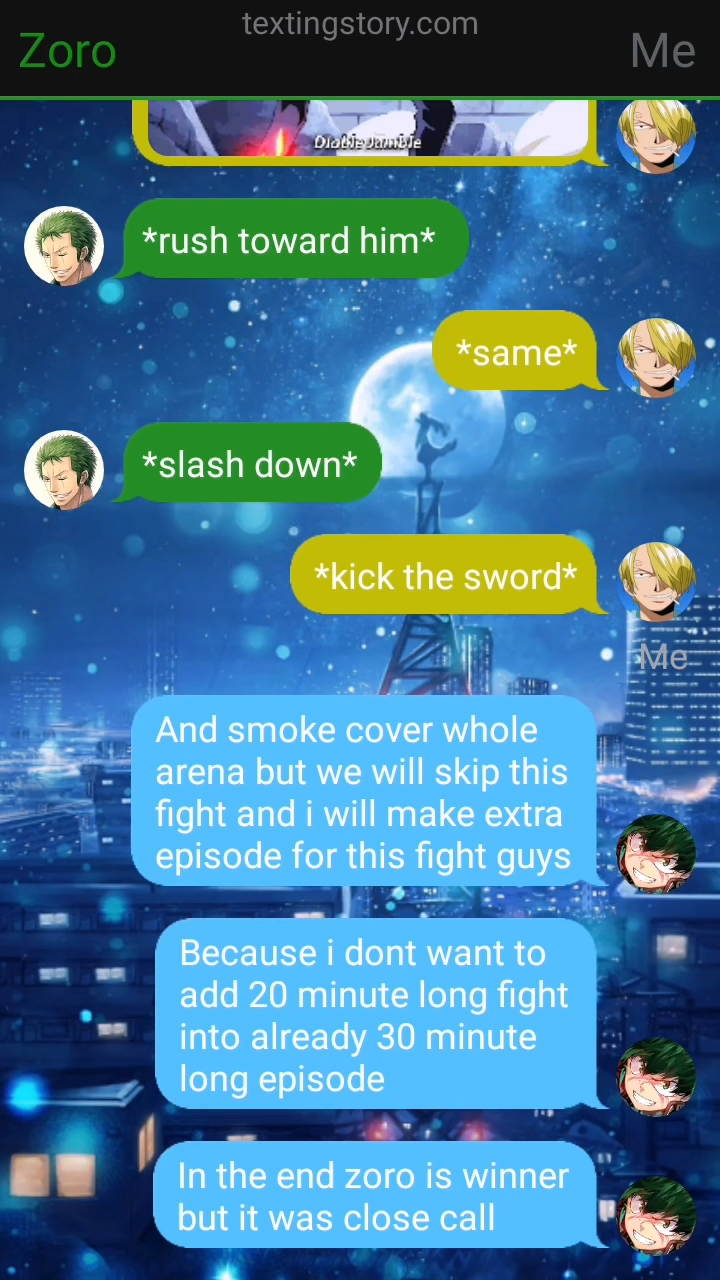 textingstory.com
Zoro
Me
Diable Jambe
*rush toward him*
*same*
*slash down*
*kick the sword*
Me
And smoke cover whole
arena but we will skip this
fight and i will make extra
episode for this fight guys
Because i dont want to
add 20 minute long fight
into already 30 minute
long episode
In the end zoro is winner
but it was close call